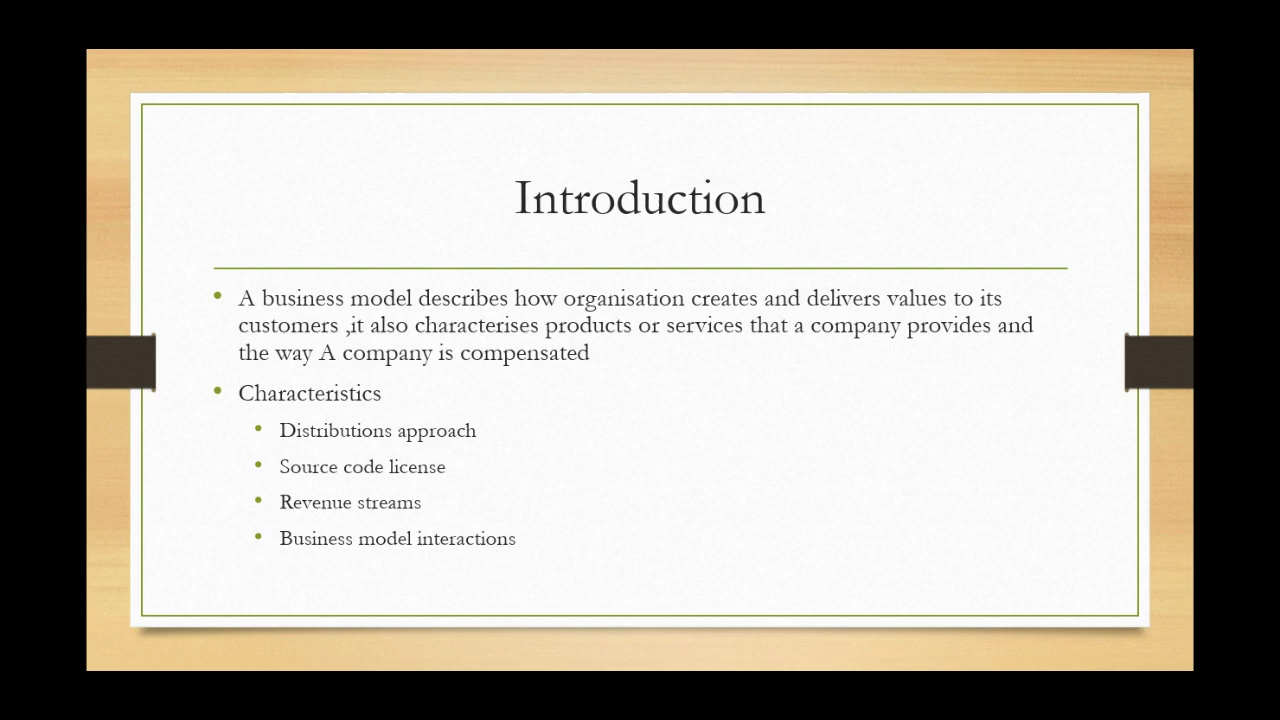 Introduction
A business model describes how organisation creates and delivers values to its
customers ,it also characterises products or services that a company provides and
the way A company is compensated
Characteristics
Distributions approach
Source code license
Revenue streams
Business model interactions